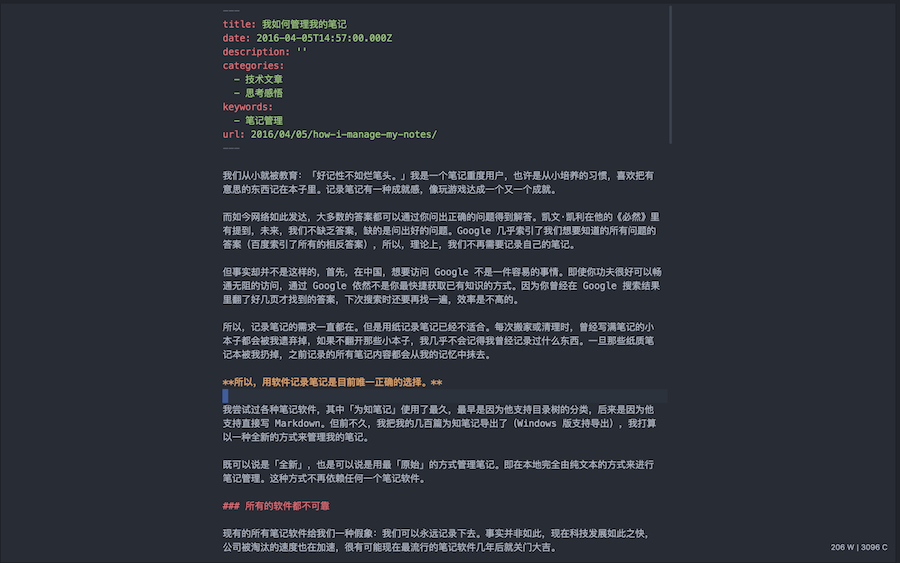 ---
title: 我如何管理我的笔记
date: 2016-04-05T14:57:00.000Z
description: ''
categories:
  - 技术文章
  - 思考感悟
keywords:
  - 笔记管理
url: 2016/04/05/how-i-manage-my-notes/
---
我们从小就被教育：「好记性不如烂笔头。」我是一个笔记重度用户，也许是从小培养的习惯，喜欢把有
意思的东西记在本子里。记录笔记有一种成就感，像玩游戏达成一个又一个成就。
而如今网络如此发达，大多数的答案都可以通过你问出正确的问题得到解答。凯文·凯利在他的《必然》里
有提到，未来，我们不缺乏答案，缺的是问出好的问题。Google 几乎索引了我们想要知道的所有问题的
答案（百度索引了所有的相反答案），所以，理论上，我们不再需要记录自己的笔记。
但事实却并不是这样的，首先，在中国，想要访问 Google 不是一件容易的事情。即使你功夫很好可以畅
通无阻的访问，通过 Google 依然不是你最快捷获取已有知识的方式。因为你曾经在 Google 搜索结果
里翻了好几页才找到的答案，下次搜索时还要再找一遍，效率是不高的。
所以，记录笔记的需求一直都在。但是用纸记录笔记已经不适合。每次搬家或清理时，曾经写满笔记的小
本子都会被我遗弃掉，如果不翻开那些小本子，我几乎不会记得我曾经记录过什么东西。一旦那些纸质笔
记本被我扔掉，之前记录的所有笔记内容都会从我的记忆中抹去。
**所以，用软件记录笔记是目前唯一正确的选择。**
我尝试过各种笔记软件，其中「为知笔记」使用了最久，最早是因为他支持目录树的分类，后来是因为他
支持直接写 Markdown。但前不久，我把我的几百篇为知笔记导出了（Windows 版支持导出），我打算
以一种全新的方式来管理我的笔记。
既可以说是「全新」，也是可以说是用最「原始」的方式管理笔记。即在本地完全由纯文本的方式来进行
笔记管理。这种方式不再依赖任何一个笔记软件。
### 所有的软件都不可靠
现有的所有笔记软件给我们一种假象：我们可以永远记录下去。事实并非如此，现在科技发展如此之快，
公司被淘汰的速度也在加速，很有可能现在最流行的笔记软件几年后就关门大吉。
206 W | 3096 C